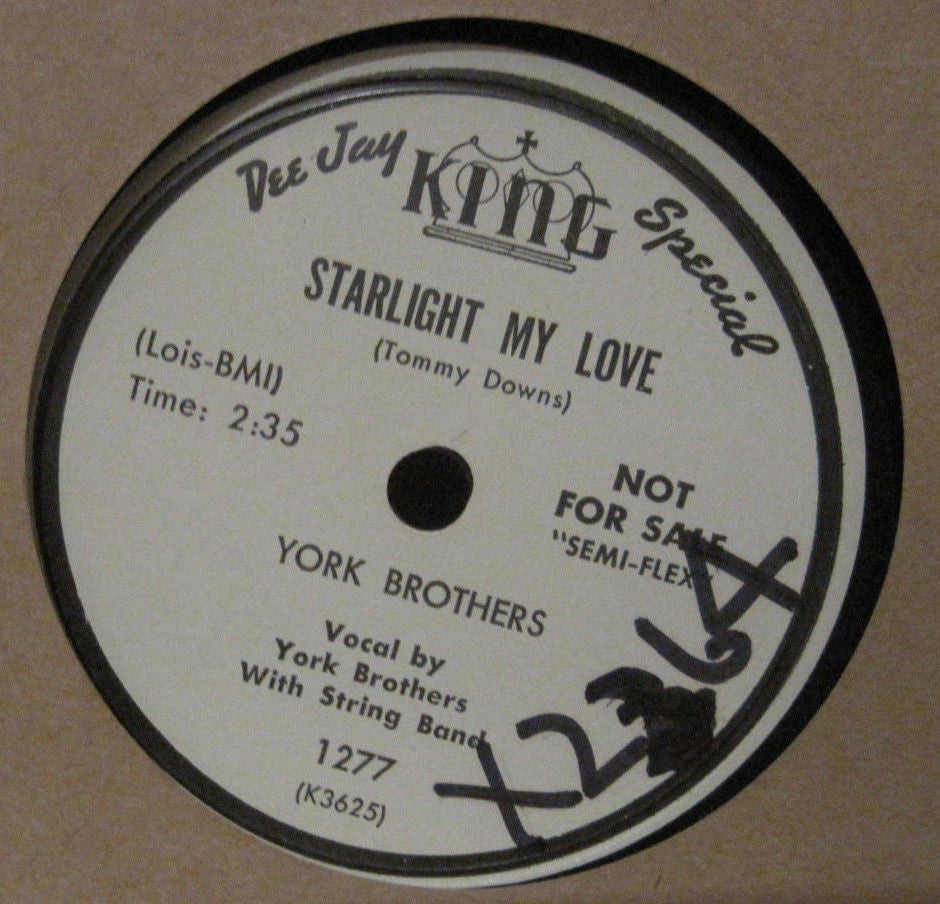 Dee Jay KING Special
STARLIGHT MY LOVE
(Tommy Downs)
(Lois-BMI)
Time: 2:35
NOT
FOR SALE
"SEMI-FLEX"
YORK BROTHERS
Vocal by
York Brothers
With String Band
1277
(K3625)